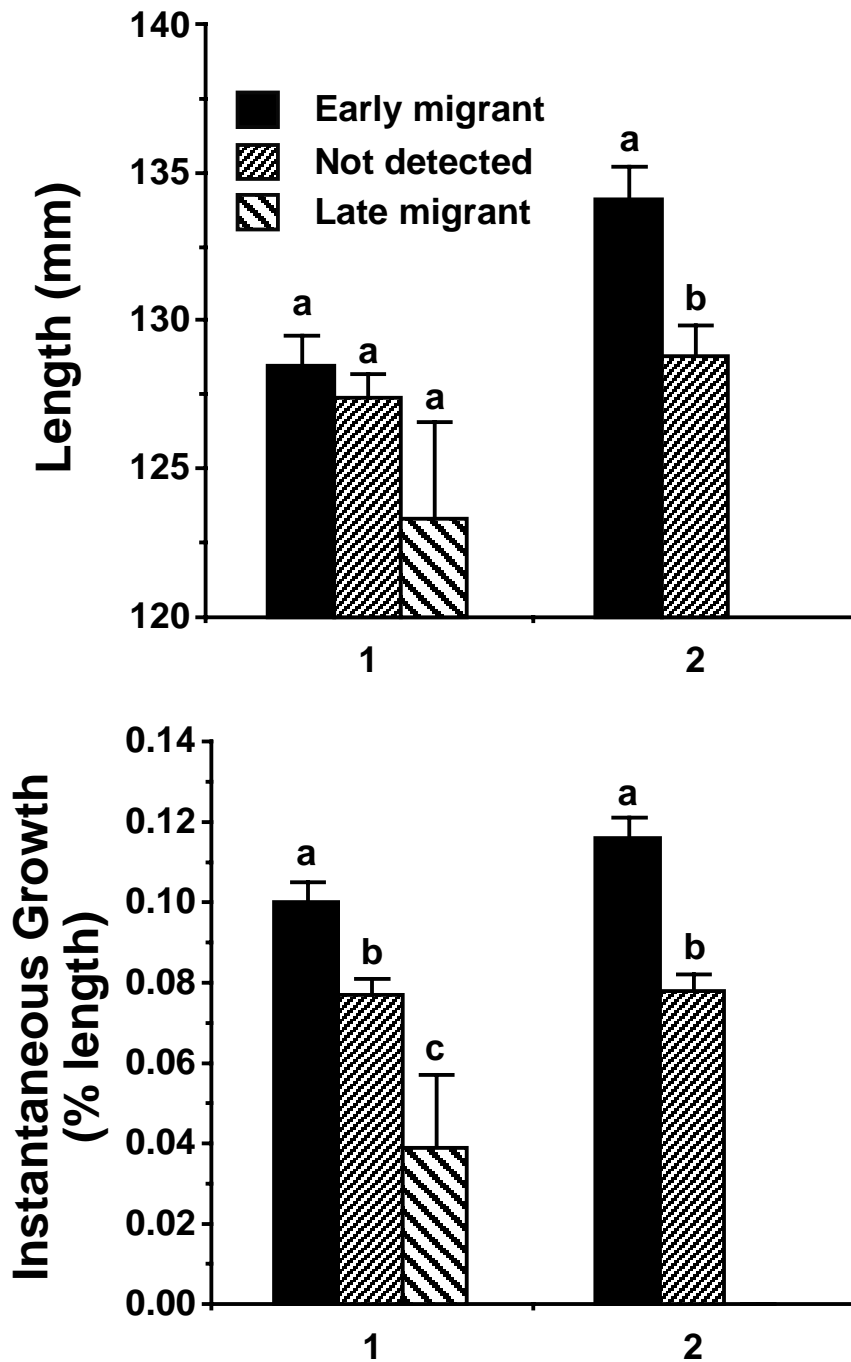 140
135
130
125
120
Length (mm)
Early migrant
Not detected
Late migrant
a
a
a
a
b
1
2
0.14
0.12
0.10
0.08
0.06
0.04
0.02
0.00
Instantaneous Growth
(% length)
a
b
c
a
b
1
2